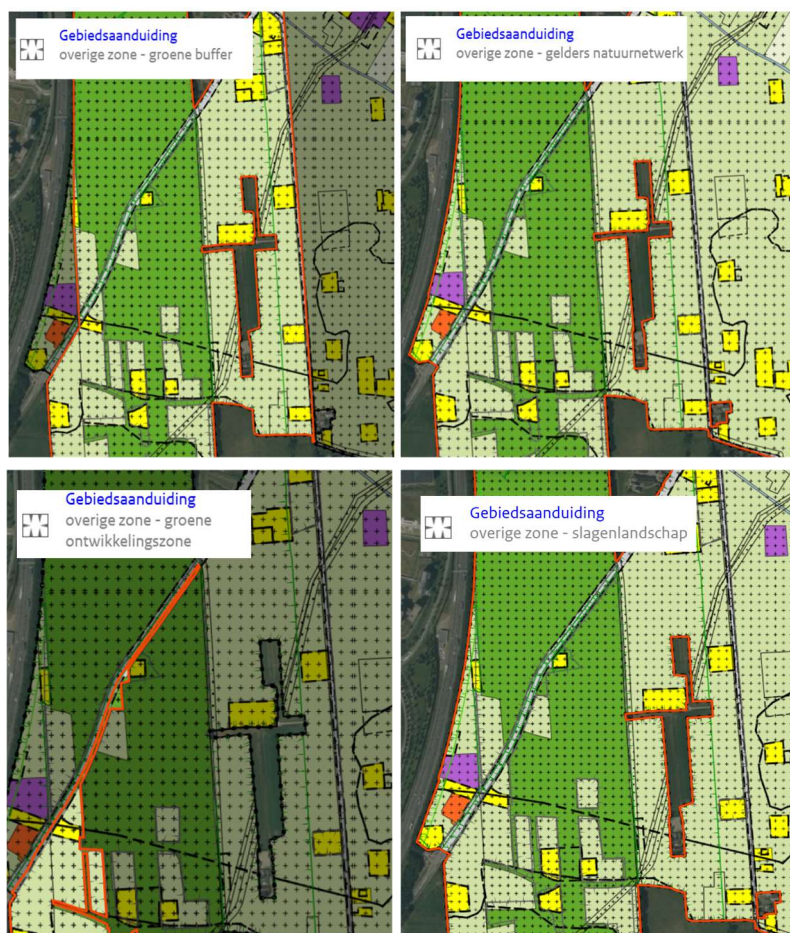 Gebiedsaanduiding
overige zone - groene buffer
Gebiedsaanduiding
overige zone - gelders natuurnetwerk
Gebiedsaanduiding
overige zone - groene
ontwikkelingszone
Gebiedsaanduiding
overige zone - slagenlandschap